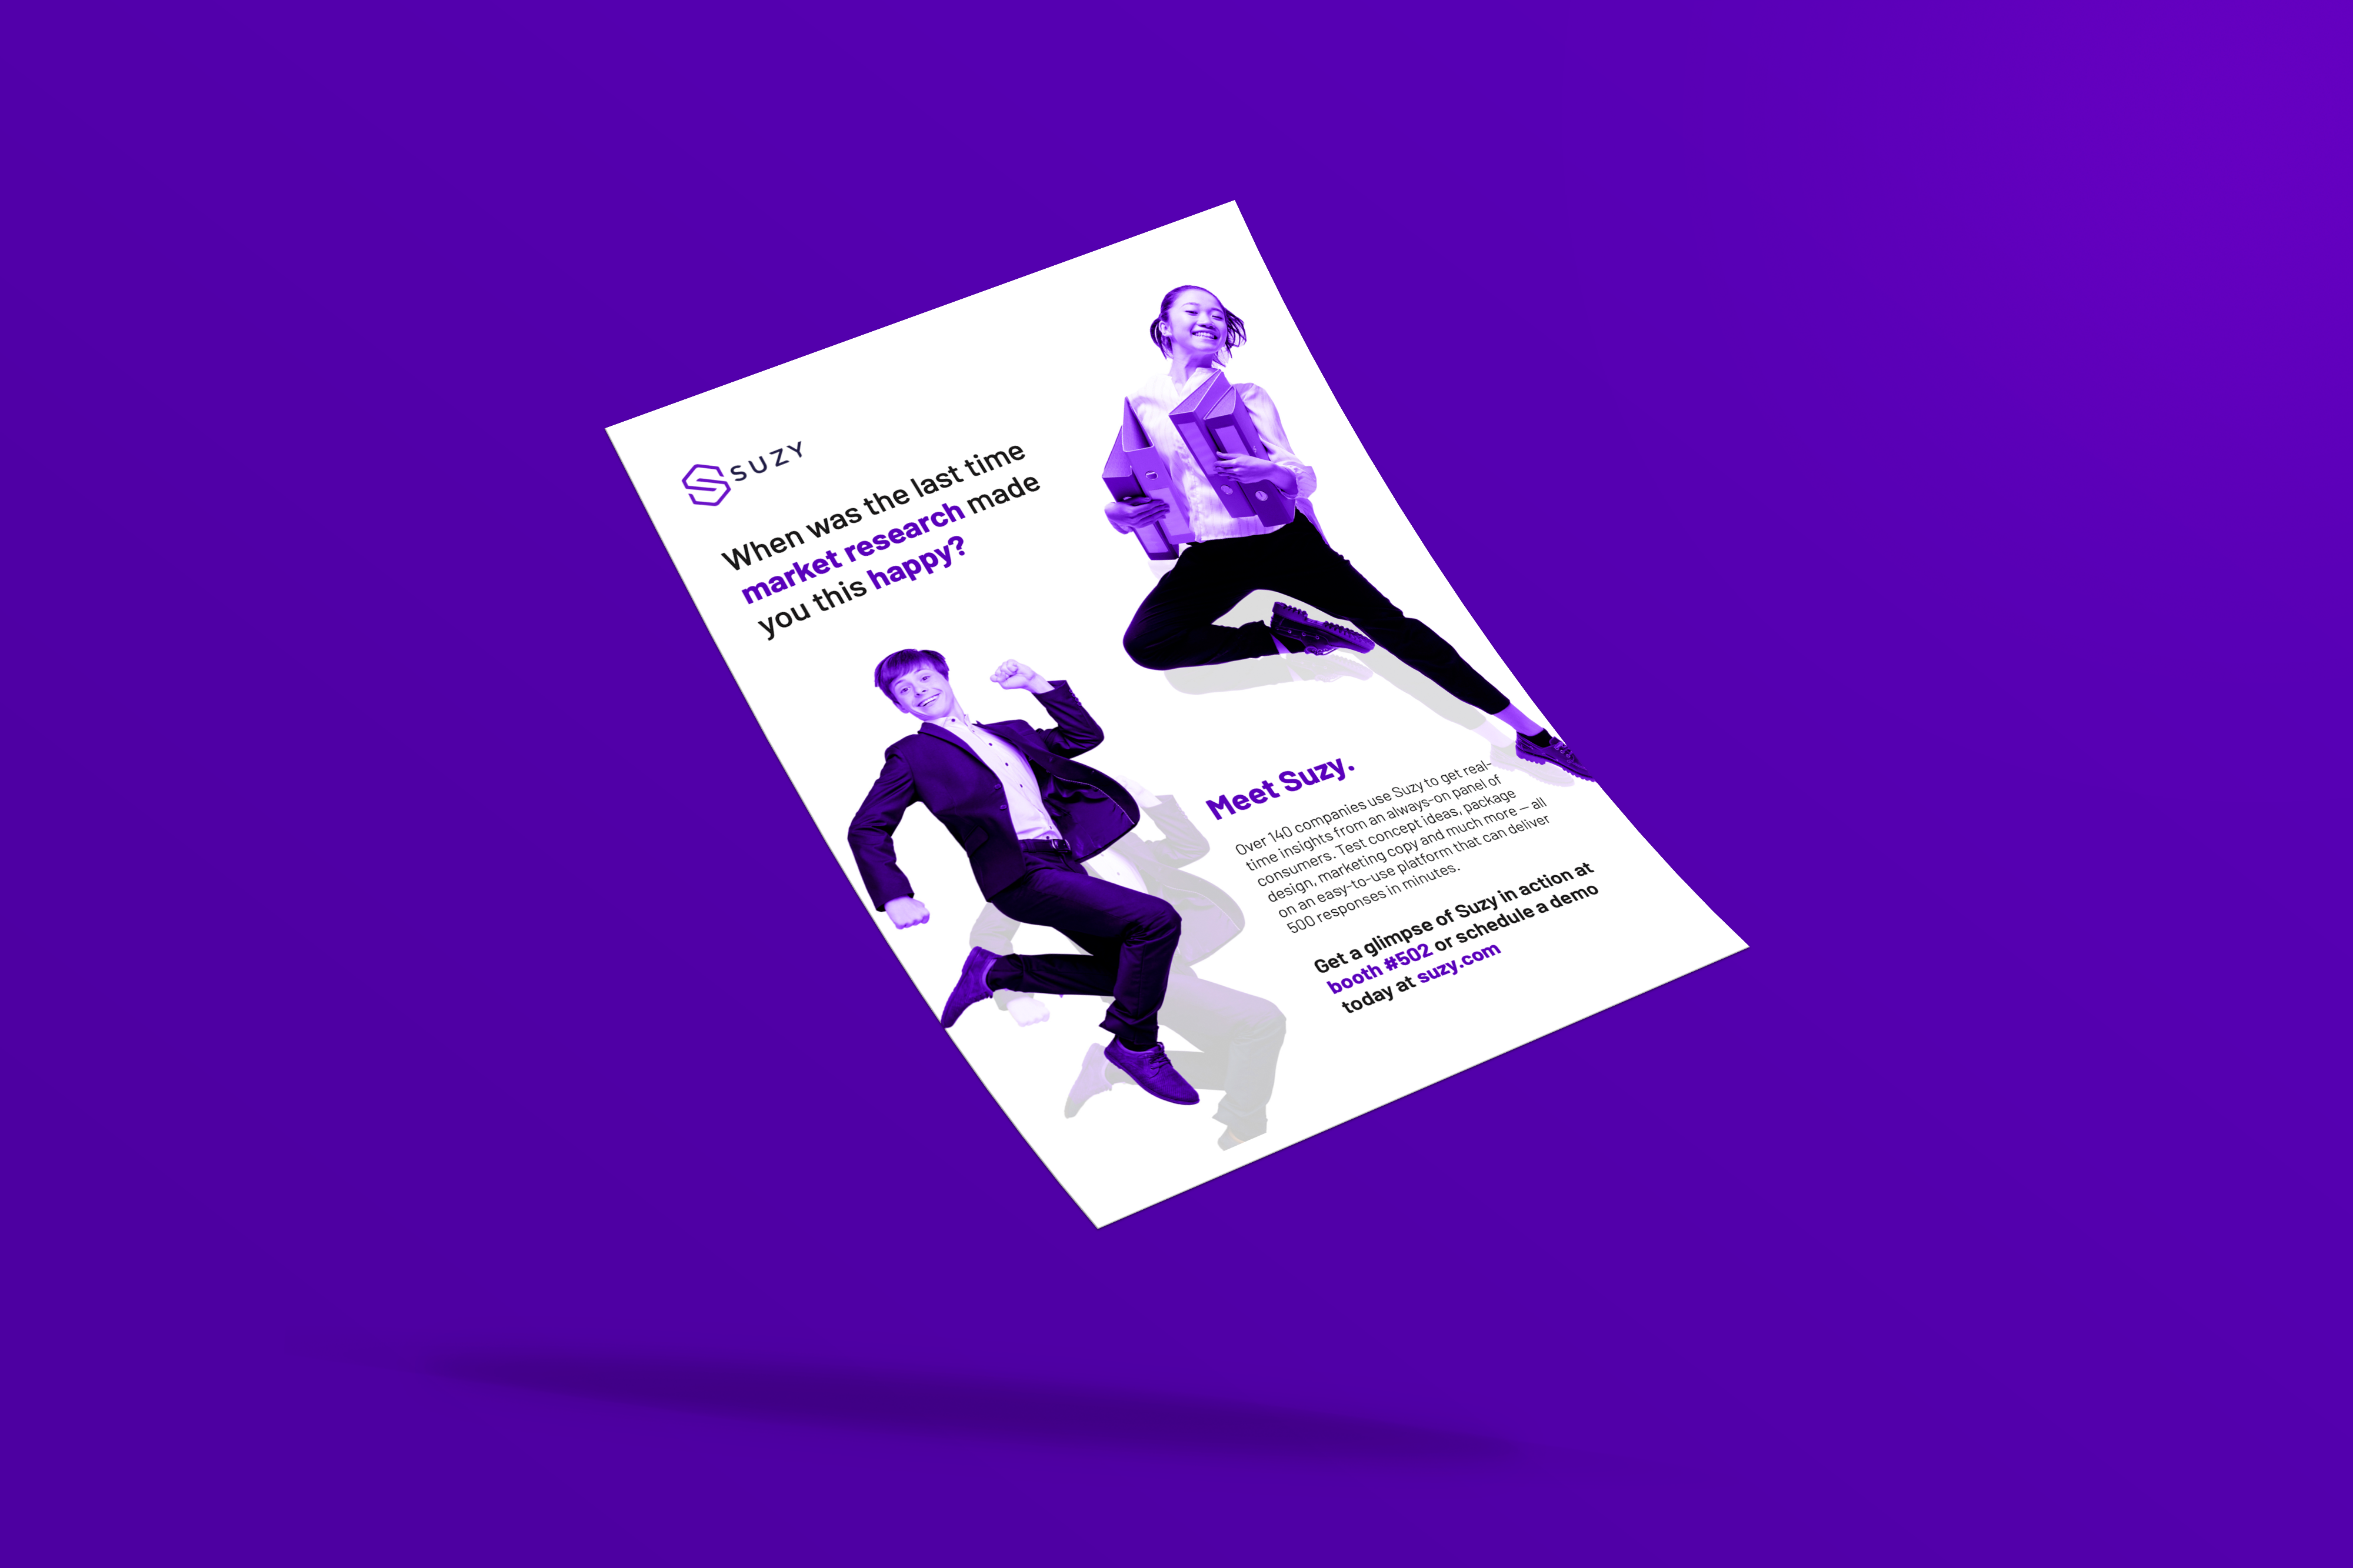 SUZY
When was the last time
market research made
you this happy?
Meet Suzy.
Over 140 companies use Suzy to get real-
time insights from an always-on panel of
consumers. Test concept ideas, package
design, marketing copy and much more — all
on an easy-to-use platform that can deliver
500 responses in minutes.
Get a glimpse of Suzy in action at
booth #502 or schedule a demo
today at suzy.com